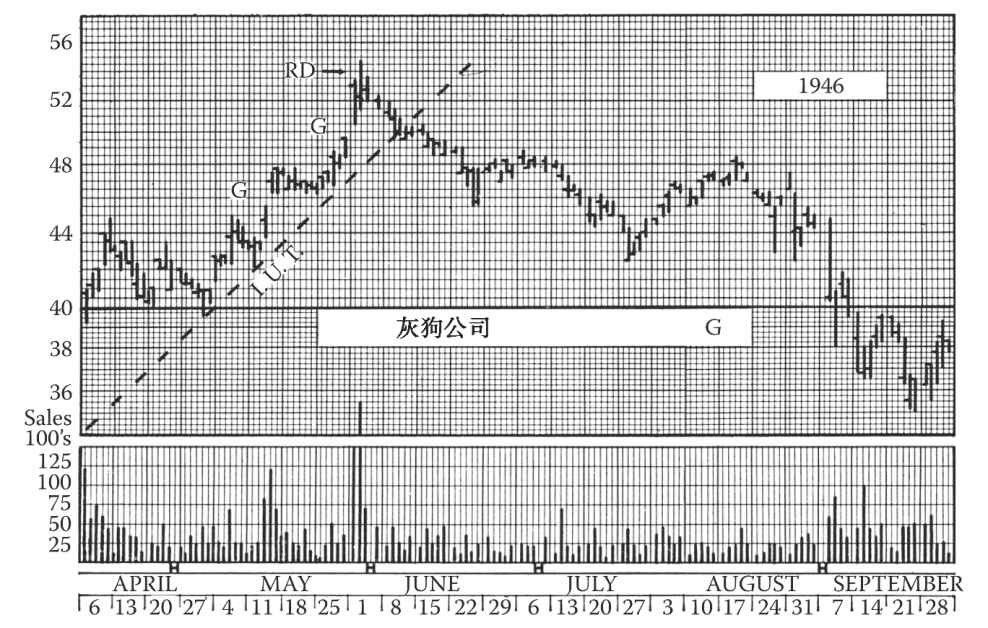 56
RD
1946
52
G
48
G
44
I.U.T.
40
灰狗公司 G
38
36
Sales
100's
125
100
75
50
25
APRIL MAY JUNE JULY AUGUST SEPTEMBER
6 13 20 27 4 11 18 25 1 8 15 22 29 6 13 20 27 3 10 17 24 31 7 14 21 28